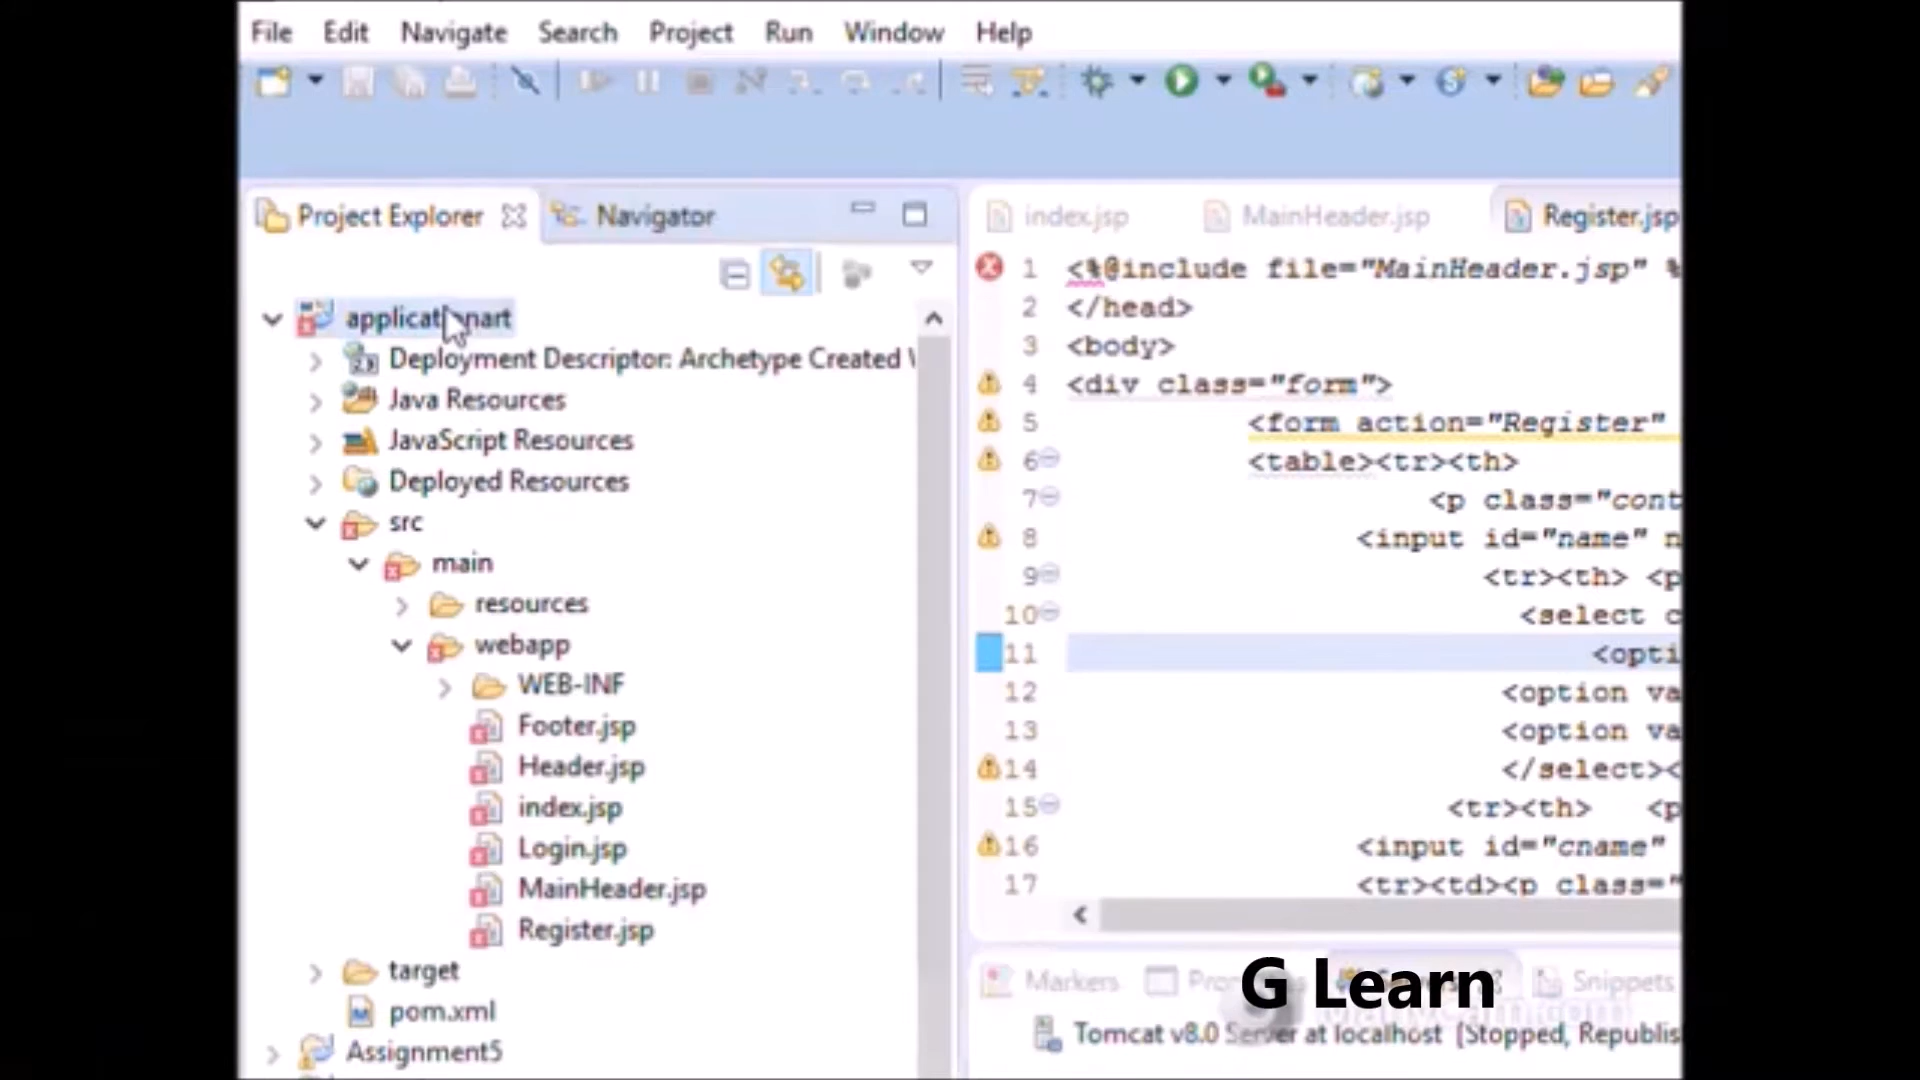 File Edit Navigate Search Project Run Window Help
Project Explorer Navigator
index.jsp MainHeader.jsp Register.jsp
applicationart
Deployment Descriptor: Archetype Created
Java Resources
JavaScript Resources
Deployed Resources
src
main
resources
webapp
WEB-INF
Footer.jsp
Header.jsp
index.jsp
Login.jsp
MainHeader.jsp
Register.jsp
target
pom.xml
Assignment5
1 <%@include file="MainHeader.jsp" %
2 </head>
3 <body>
4 <div class="form">
5 <form action="Register"
6 <table><tr><th>
7 <p class="cont
8 <input id="name" n
9 <tr><th> <p
10 <select c
11 <opti
12 <option va
13 <option va
14 </select><
15 <tr><th> <p
16 <input id="cname"
17 <tr><td><p class="
Markers Snippets
G Learn
Tomcat v8.0 Server at localhost [Stopped, Republis